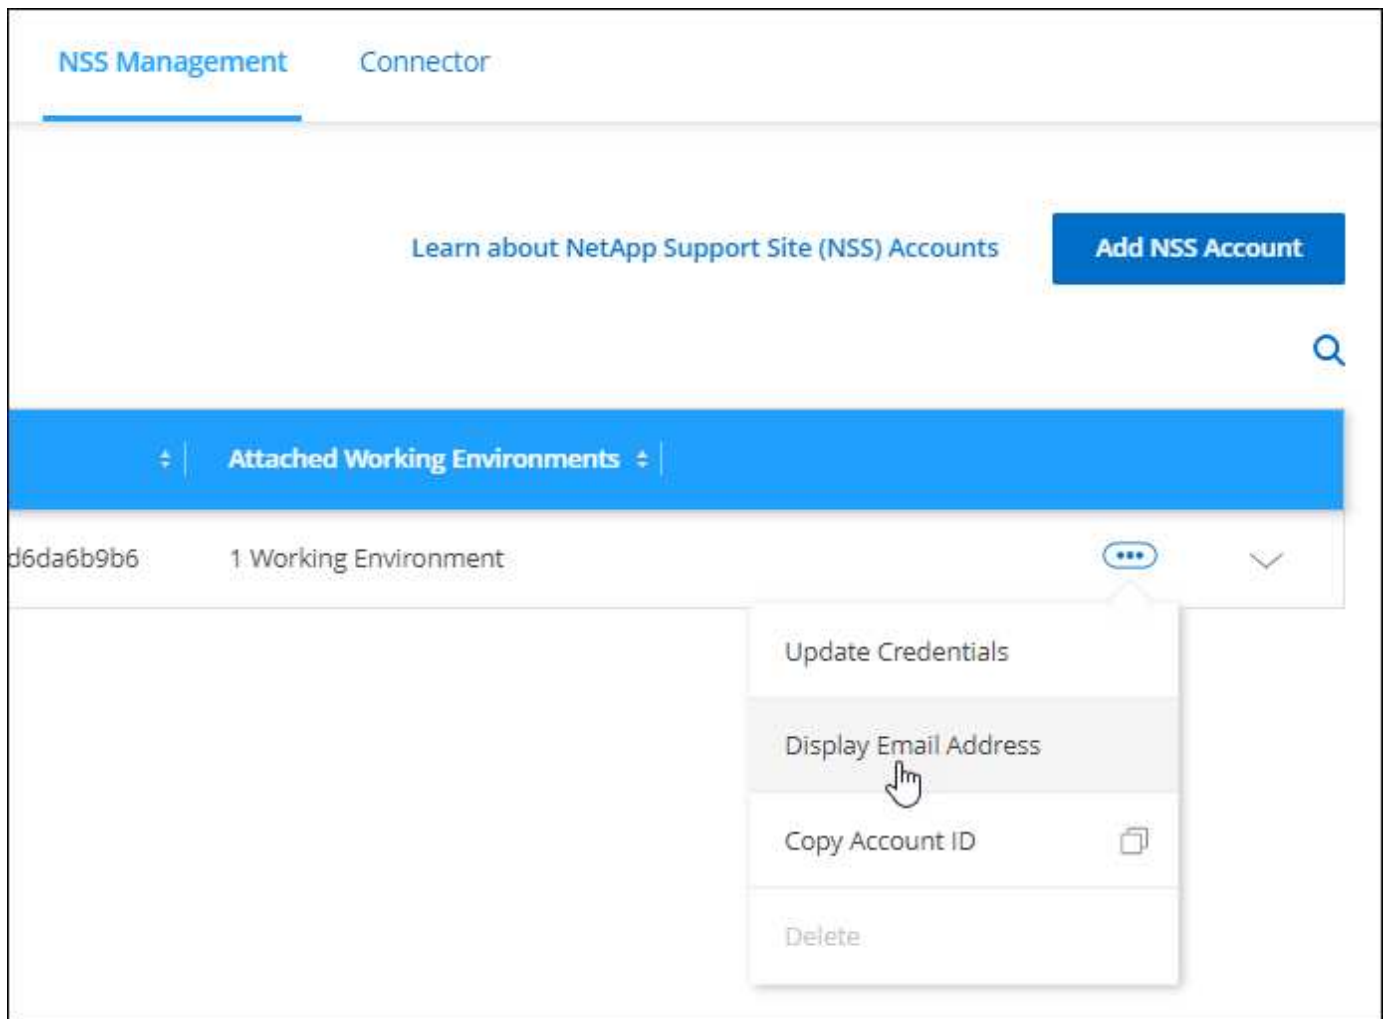 NSS Management Connector
Learn about NetApp Support Site (NSS) Accounts Add NSS Account
Attached Working Environments
d6da6b9b6 1 Working Environment
Update Credentials
Display Email Address
Copy Account ID
Delete